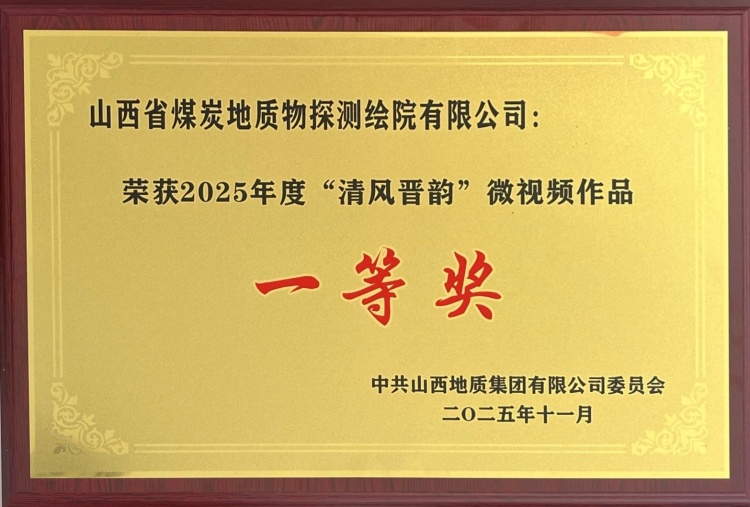 山西省煤炭地质物探测绘院有限公司：
荣获2025年度“清风晋韵”微视频作品
一等奖
中共山西地质集团有限公司委员会
二〇二五年十一月